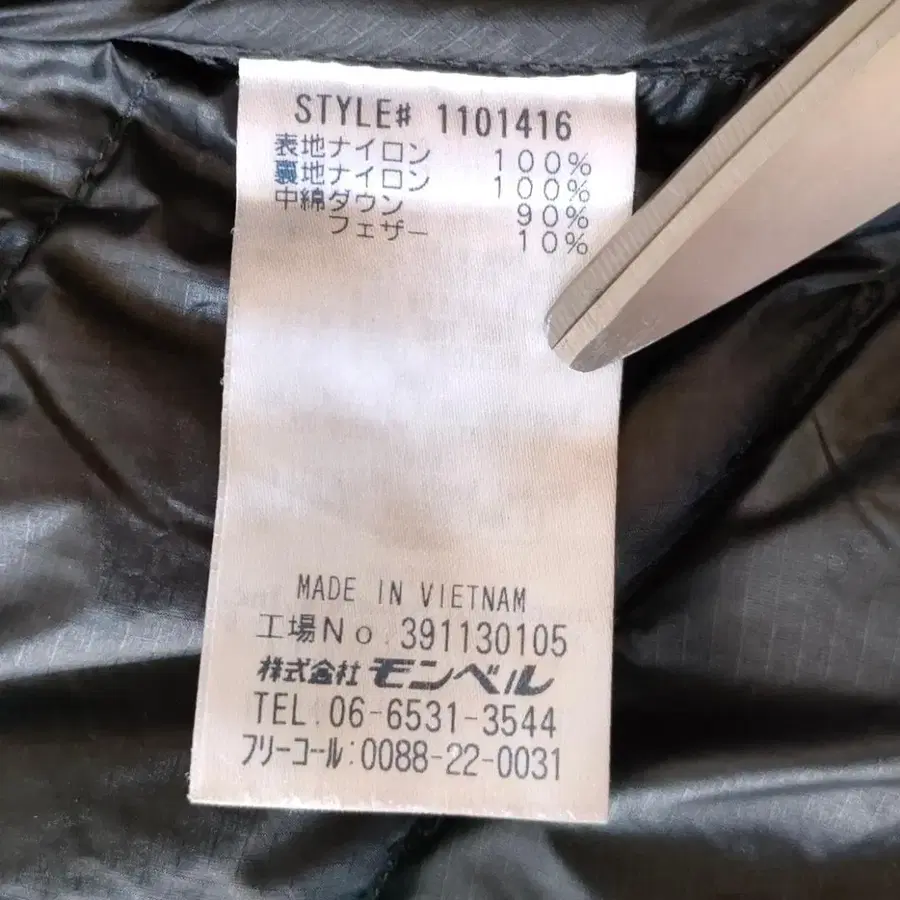 STYLE# 1101416
表地ナイロン 100%
裏地ナイロン 100%
中綿ダウン 90%
フェザー 10%
MADE IN VIETNAM
工場No.391130105
株式会社モンベル
TEL.06-6531-3544
フリーコール:0088-22-0031